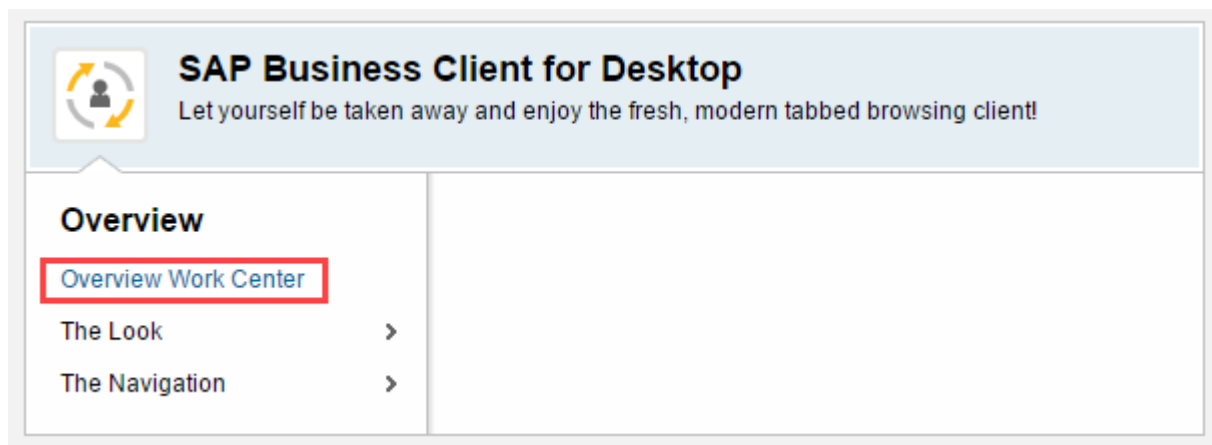 SAP Business Client for Desktop
Let yourself be taken away and enjoy the fresh, modern tabbed browsing client!
Overview
Overview Work Center
The Look
The Navigation